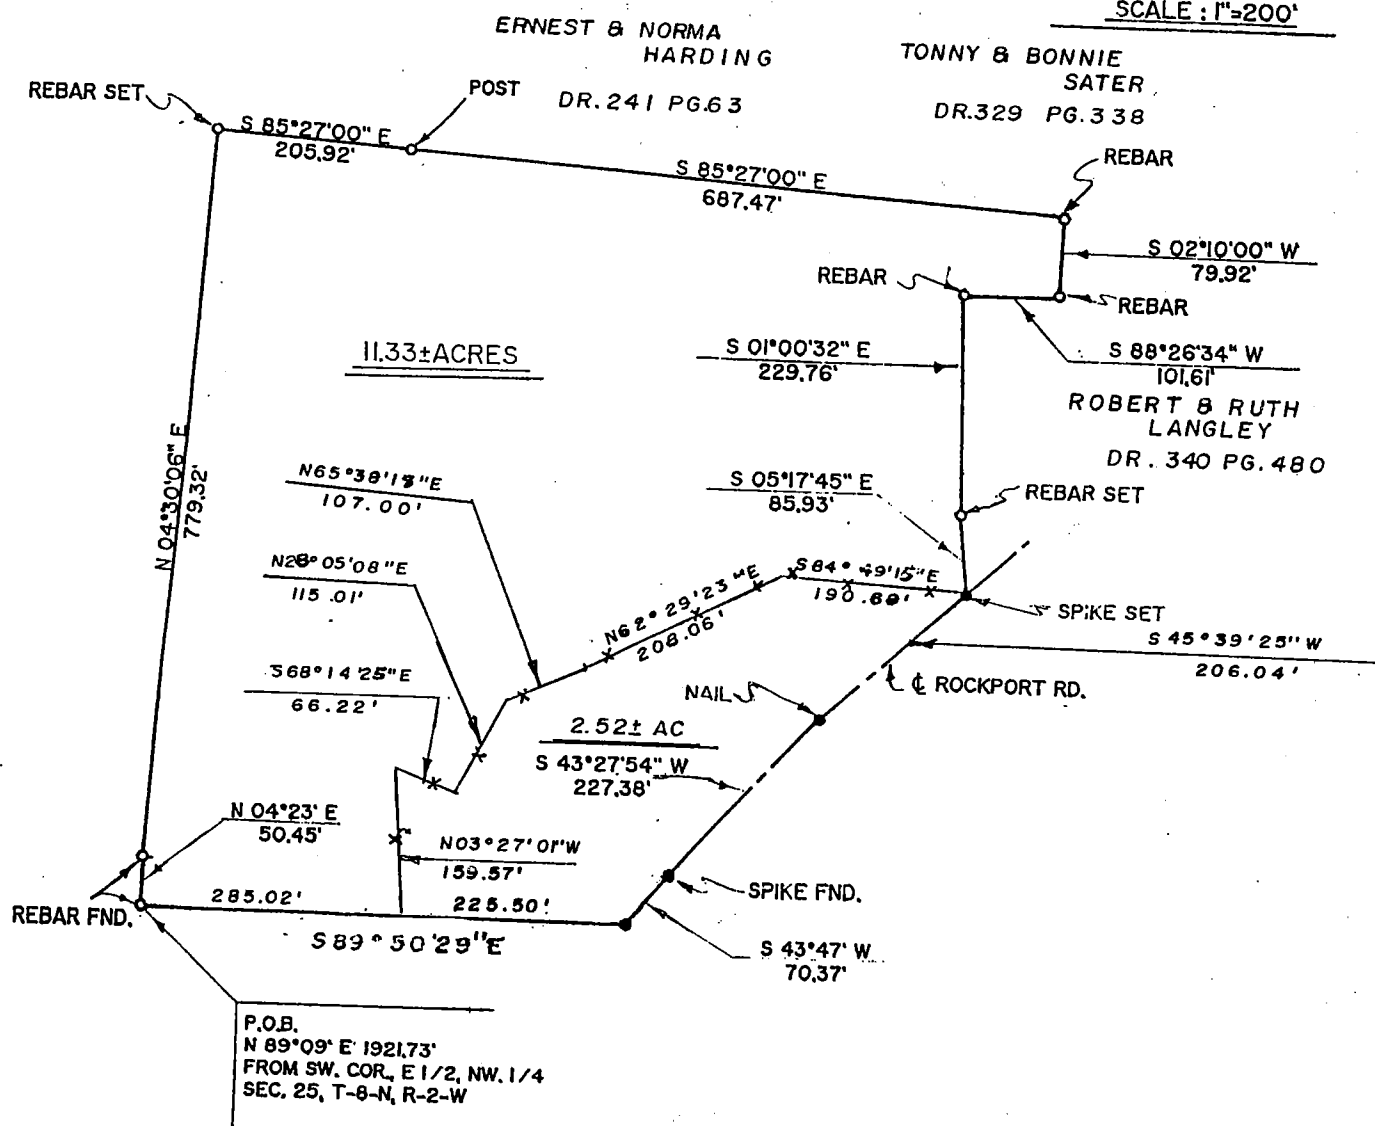 SCALE : 1"=200'
ERNEST & NORMA
HARDING
DR. 241 PG.63
TONNY & BONNIE
SATER
DR.329 PG.338
REBAR SET
POST
S 85°27'00" E
205.92'
S 85°27'00" E
687.47'
REBAR
S 02°10'00" W
79.92'
REBAR
REBAR
S 88°26'34" W
101.61'
ROBERT & RUTH
LANGLEY
DR. 340 PG. 480
S 01°00'32" E
229.76'
11.33±ACRES
N 04°30'06" E
779.32'
N65°38'18"E
107.00'
S 05°17'45" E
85.93'
REBAR SET
N28°05'08"E
115.01'
N62°29'23"E
208.06'
S84°49'15"E
SPIKE SET
S 45°39'25" W
206.04'
S68°14'25"E
66.22'
NAIL
℄ ROCKPORT RD.
2.52± AC
S 43°27'54" W
227.38'
N 04°23' E
50.45'
N03°27'01"W
159.57'
SPIKE FND.
REBAR FND.
285.02'
225.50'
S89°50'29"E
S 43°47' W
70.37'
P.O.B.
N 89°09' E 1921.73'
FROM SW. COR., E 1/2, NW. 1/4
SEC. 25, T-8-N, R-2-W